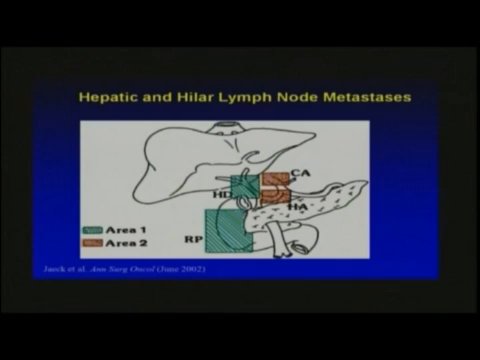 Hepatic and Hilar Lymph Node Metastases
CA
HD
HA
Area 1
Area 2
RP
Jaeck et al. Ann Surg Oncol (June 2002)